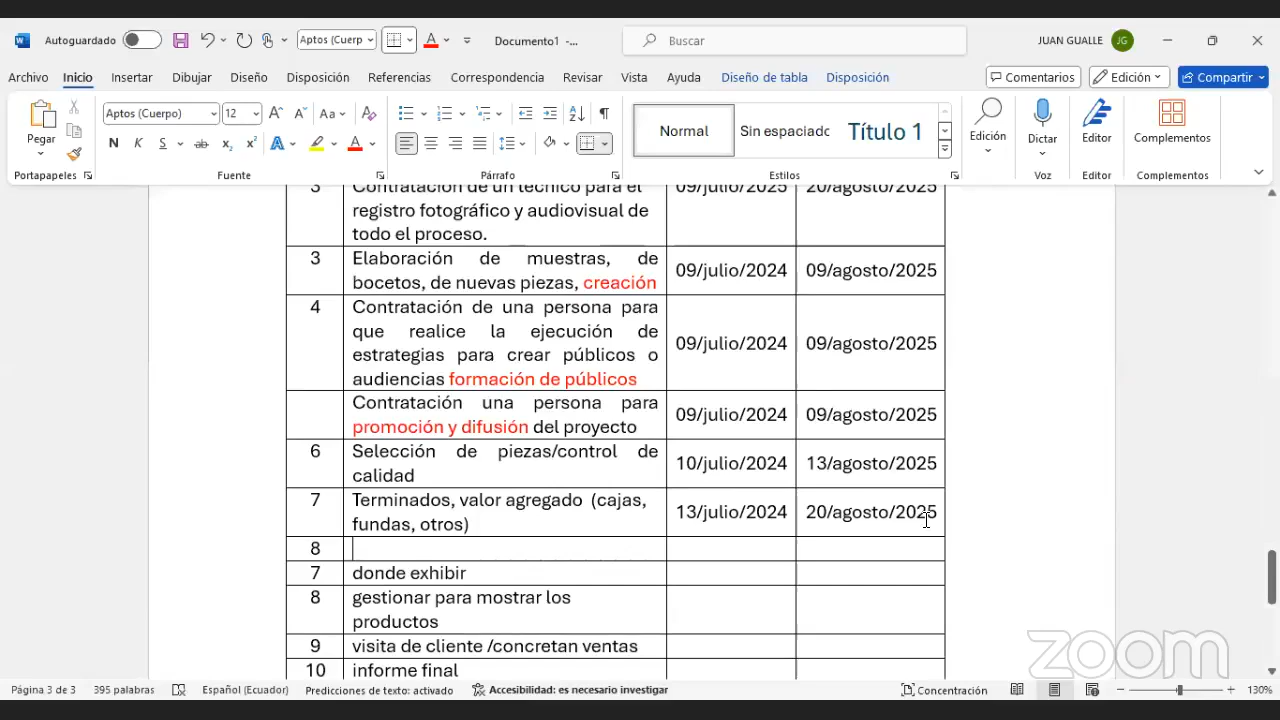 Autoguardado
Aptos (Cuerp
Documento1 -...
Buscar
JUAN GUALLE
JG
Archivo Inicio Insertar Dibujar Diseño Disposición Referencias Correspondencia Revisar Vista Ayuda Diseño de tabla Disposición
Comentarios
Edición
Compartir
Pegar
Portapapeles
Aptos (Cuerpo)
12
N K S ab x₂ x² A A
Fuente
Párrafo
Normal
Sin espaciado
Título 1
Estilos
Edición
Dictar
Voz
Editor
Editor
Complementos
Complementos
3 Contratación de un técnico para el 09/julio/2025 20/agosto/2025
registro fotográfico y audiovisual de
todo el proceso.
3 Elaboración de muestras, de
bocetos, de nuevas piezas, creación
09/julio/2024 09/agosto/2025
4 Contratación de una persona para
que realice la ejecución de
estrategias para crear públicos o
audiencias formación de públicos
09/julio/2024 09/agosto/2025
Contratación una persona para
promoción y difusión del proyecto
09/julio/2024 09/agosto/2025
6 Selección de piezas/control de
calidad
10/julio/2024 13/agosto/2025
7 Terminados, valor agregado (cajas,
fundas, otros)
13/julio/2024 20/agosto/2025
8
7 donde exhibir
8 gestionar para mostrar los
productos
9 visita de cliente /concretan ventas
10 informe final
zoom
Página 3 de 3 395 palabras Español (Ecuador) Predicciones de texto: activado Accesibilidad: es necesario investigar Concentración 130%